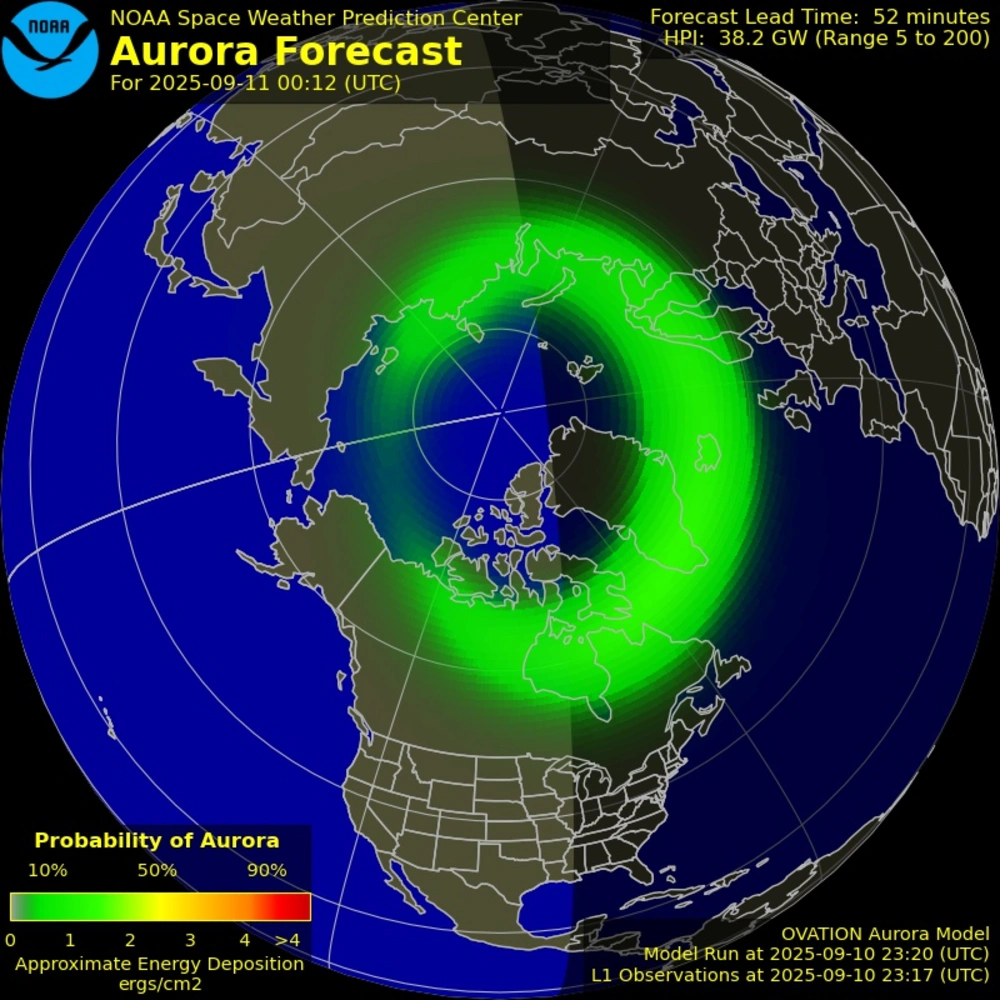 NOAA
NOAA Space Weather Prediction Center
Aurora Forecast
For 2025-09-11 00:12 (UTC)
Forecast Lead Time: 52 minutes
HPI: 38.2 GW (Range 5 to 200)
Probability of Aurora
10% 50% 90%
0 1 2 3 4 >4
Approximate Energy Deposition
ergs/cm2
OVATION Aurora Model
Model Run at 2025-09-10 23:20 (UTC)
L1 Observations at 2025-09-10 23:17 (UTC)